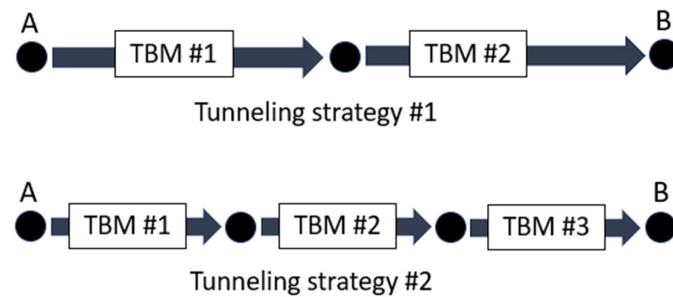 A B
TBM #1 TBM #2
Tunneling strategy #1
A B
TBM #1 TBM #2 TBM #3
Tunneling strategy #2